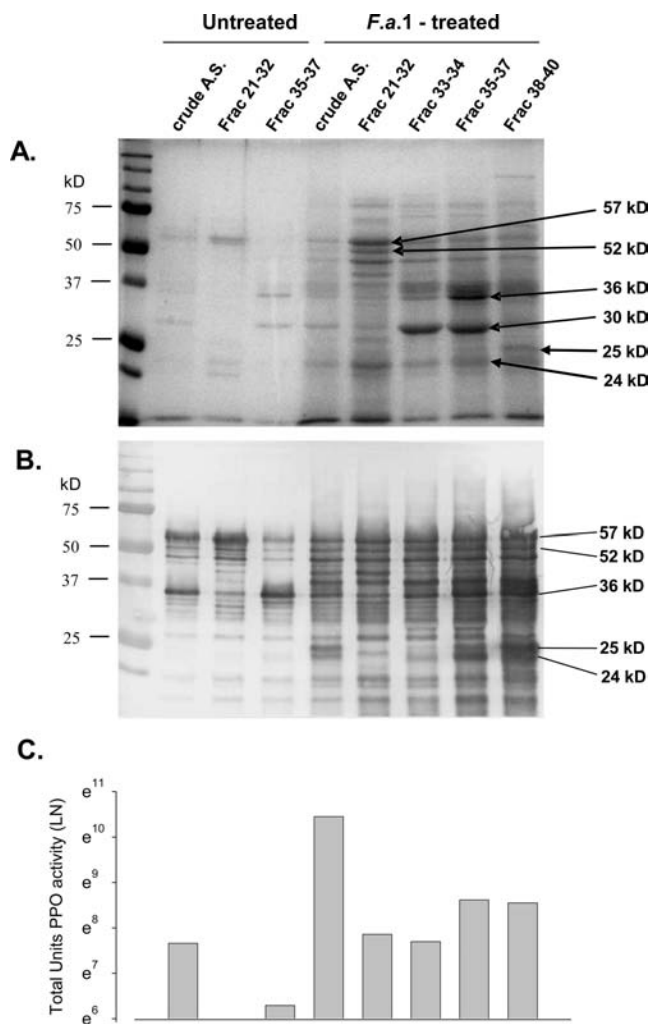 Untreated
F.a.1 - treated
crude A.S.
Frac 21-32
Frac 35-37
crude A.S.
Frac 21-32
Frac 33-34
Frac 35-37
Frac 38-40
A.
kD
75
50
37
25
57 kD
52 kD
36 kD
30 kD
25 kD
24 kD
B.
kD
75
50
37
25
57 kD
52 kD
36 kD
25 kD
24 kD
C.
Total Units PPO activity (LN)
e11
e10
e9
e8
e7
e6